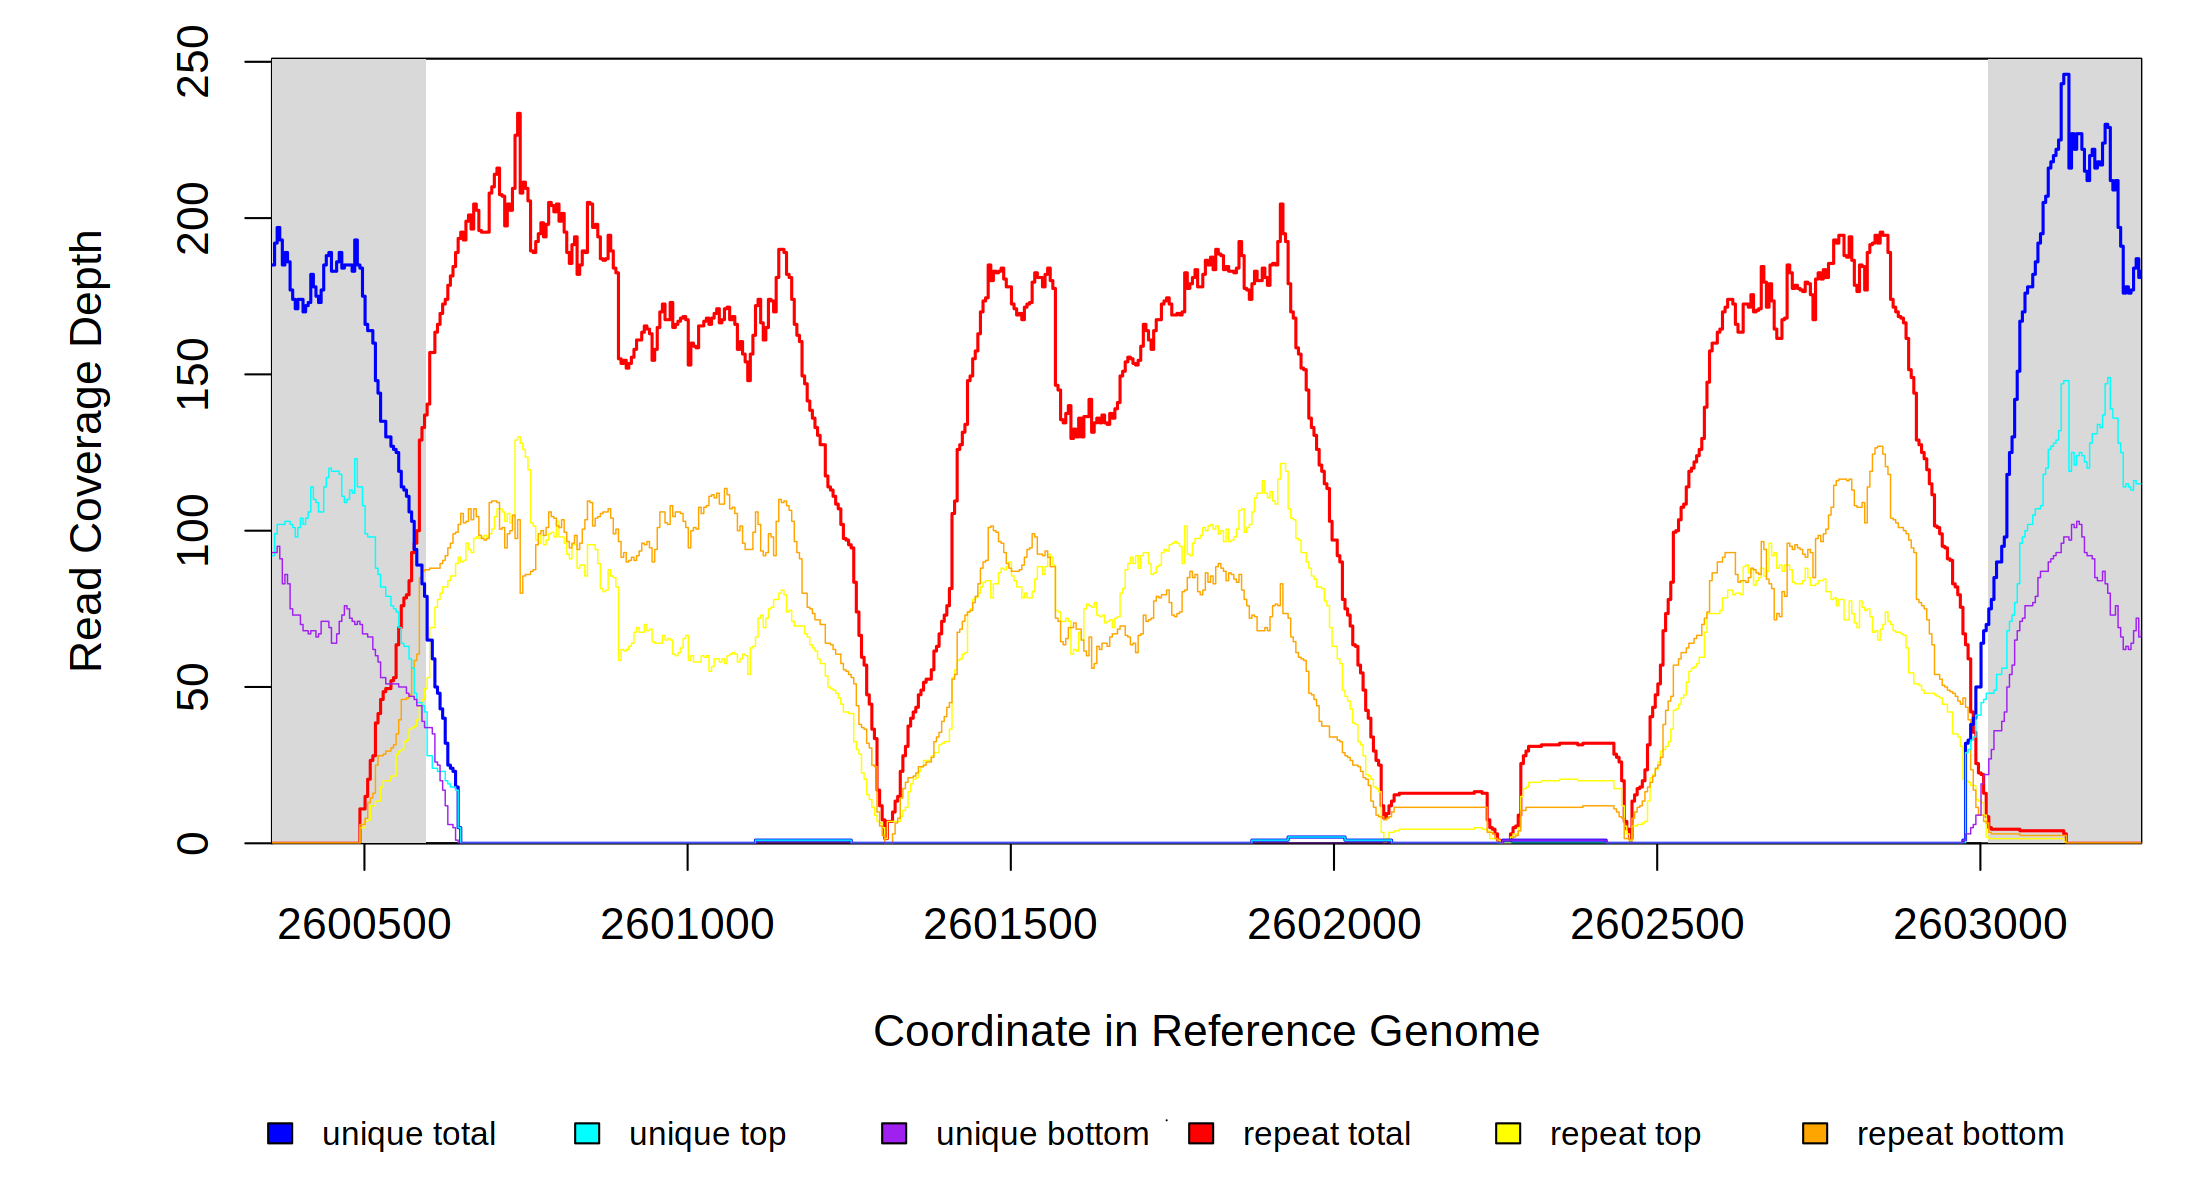 250
200
150
100
50
0
Read Coverage Depth
2600500 2601000 2601500 2602000 2602500 2603000
Coordinate in Reference Genome
unique total unique top unique bottom repeat total repeat top repeat bottom